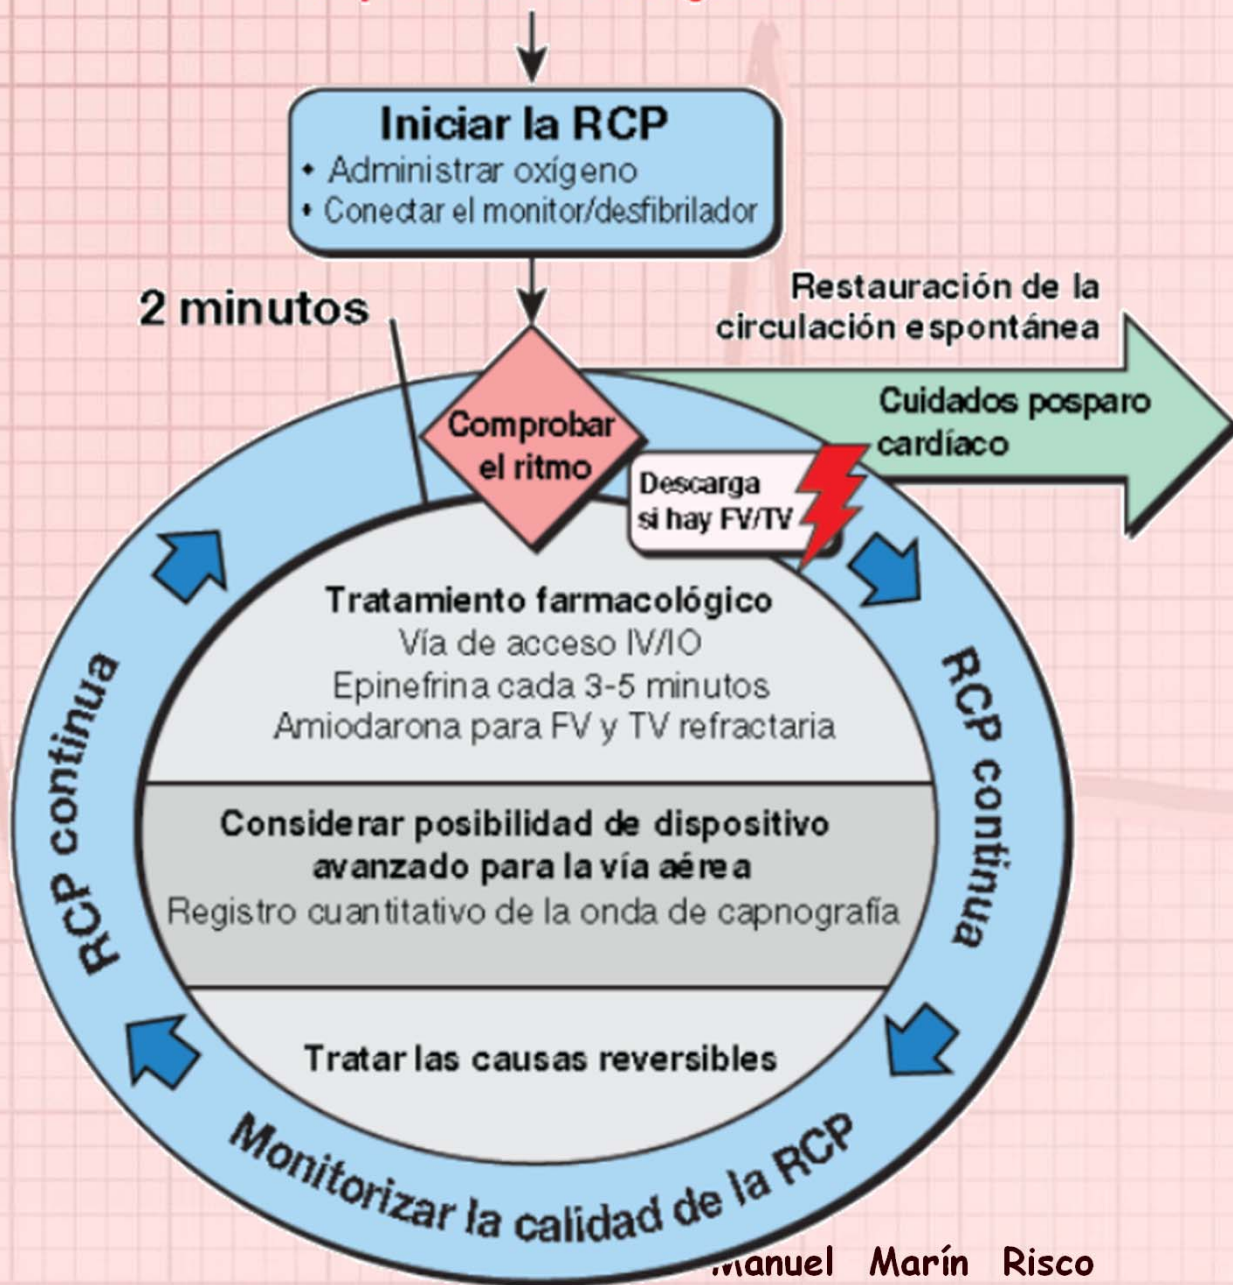 Iniciar la RCP
• Administrar oxígeno
• Conectar el monitor/desfibrilador
2 minutos
Restauración de la
circulación espontánea
Cuidados posparo
cardíaco
Comprobar
el ritmo
Descarga
si hay FV/TV
Tratamiento farmacológico
Vía de acceso IV/IO
Epinefrina cada 3-5 minutos
Amiodarona para FV y TV refractaria
Considerar posibilidad de dispositivo
avanzado para la vía aérea
Registro cuantitativo de la onda de capnografía
Tratar las causas reversibles
RCP continua
RCP continua
Monitorizar la calidad de la RCP
Manuel Marín Risco